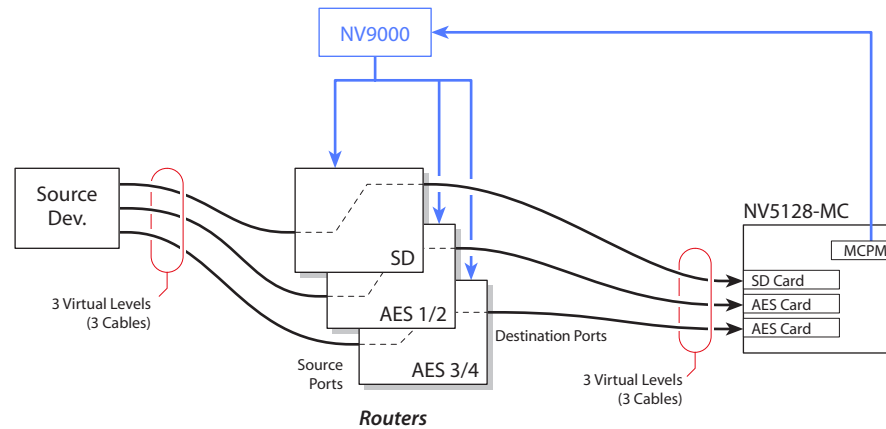 NV9000
Source
Dev.
3 Virtual Levels
(3 Cables)
SD
AES 1/2
AES 3/4
Source
Ports
Destination Ports
Routers
NV5128-MC
MCPM
SD Card
AES Card
AES Card
3 Virtual Levels
(3 Cables)